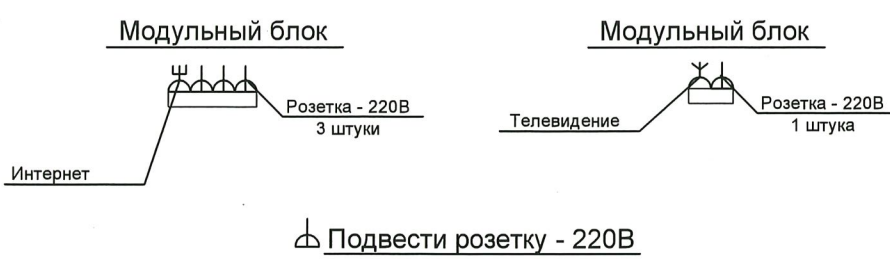 Модульный блок
Розетка - 220В
3 штуки
Интернет
Модульный блок
Розетка - 220В
1 штука
Телевидение
Подвести розетку - 220В